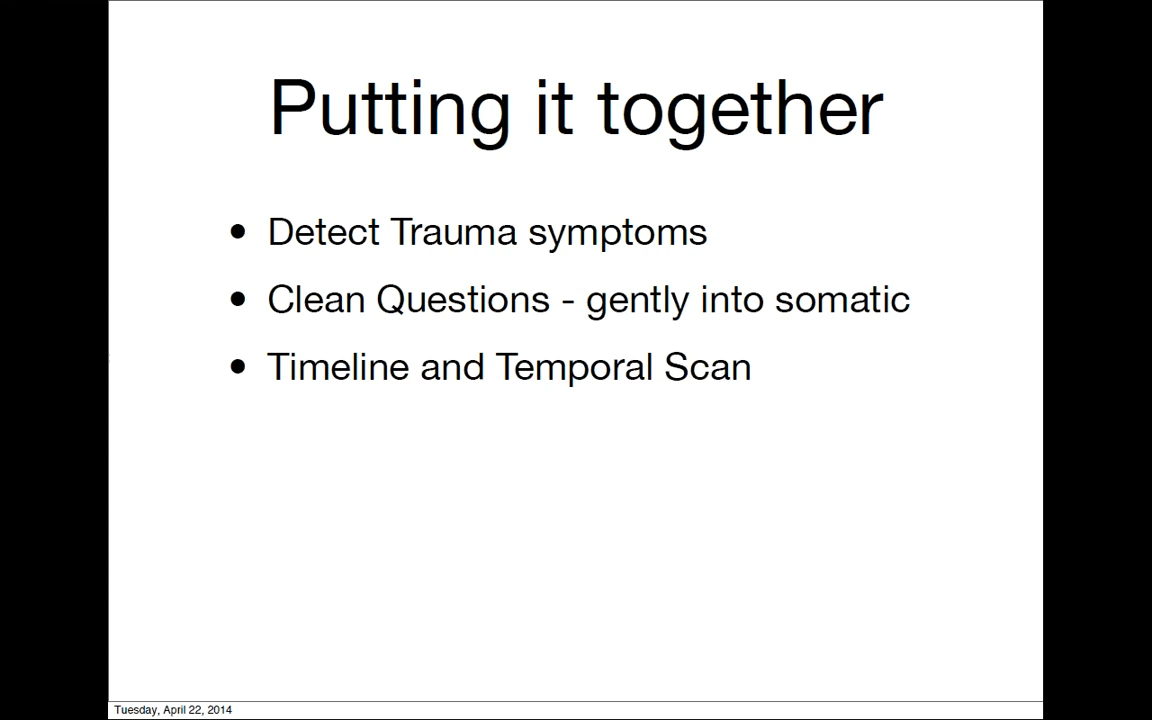 Putting it together
• Detect Trauma symptoms
• Clean Questions - gently into somatic
• Timeline and Temporal Scan
Tuesday, April 22, 2014